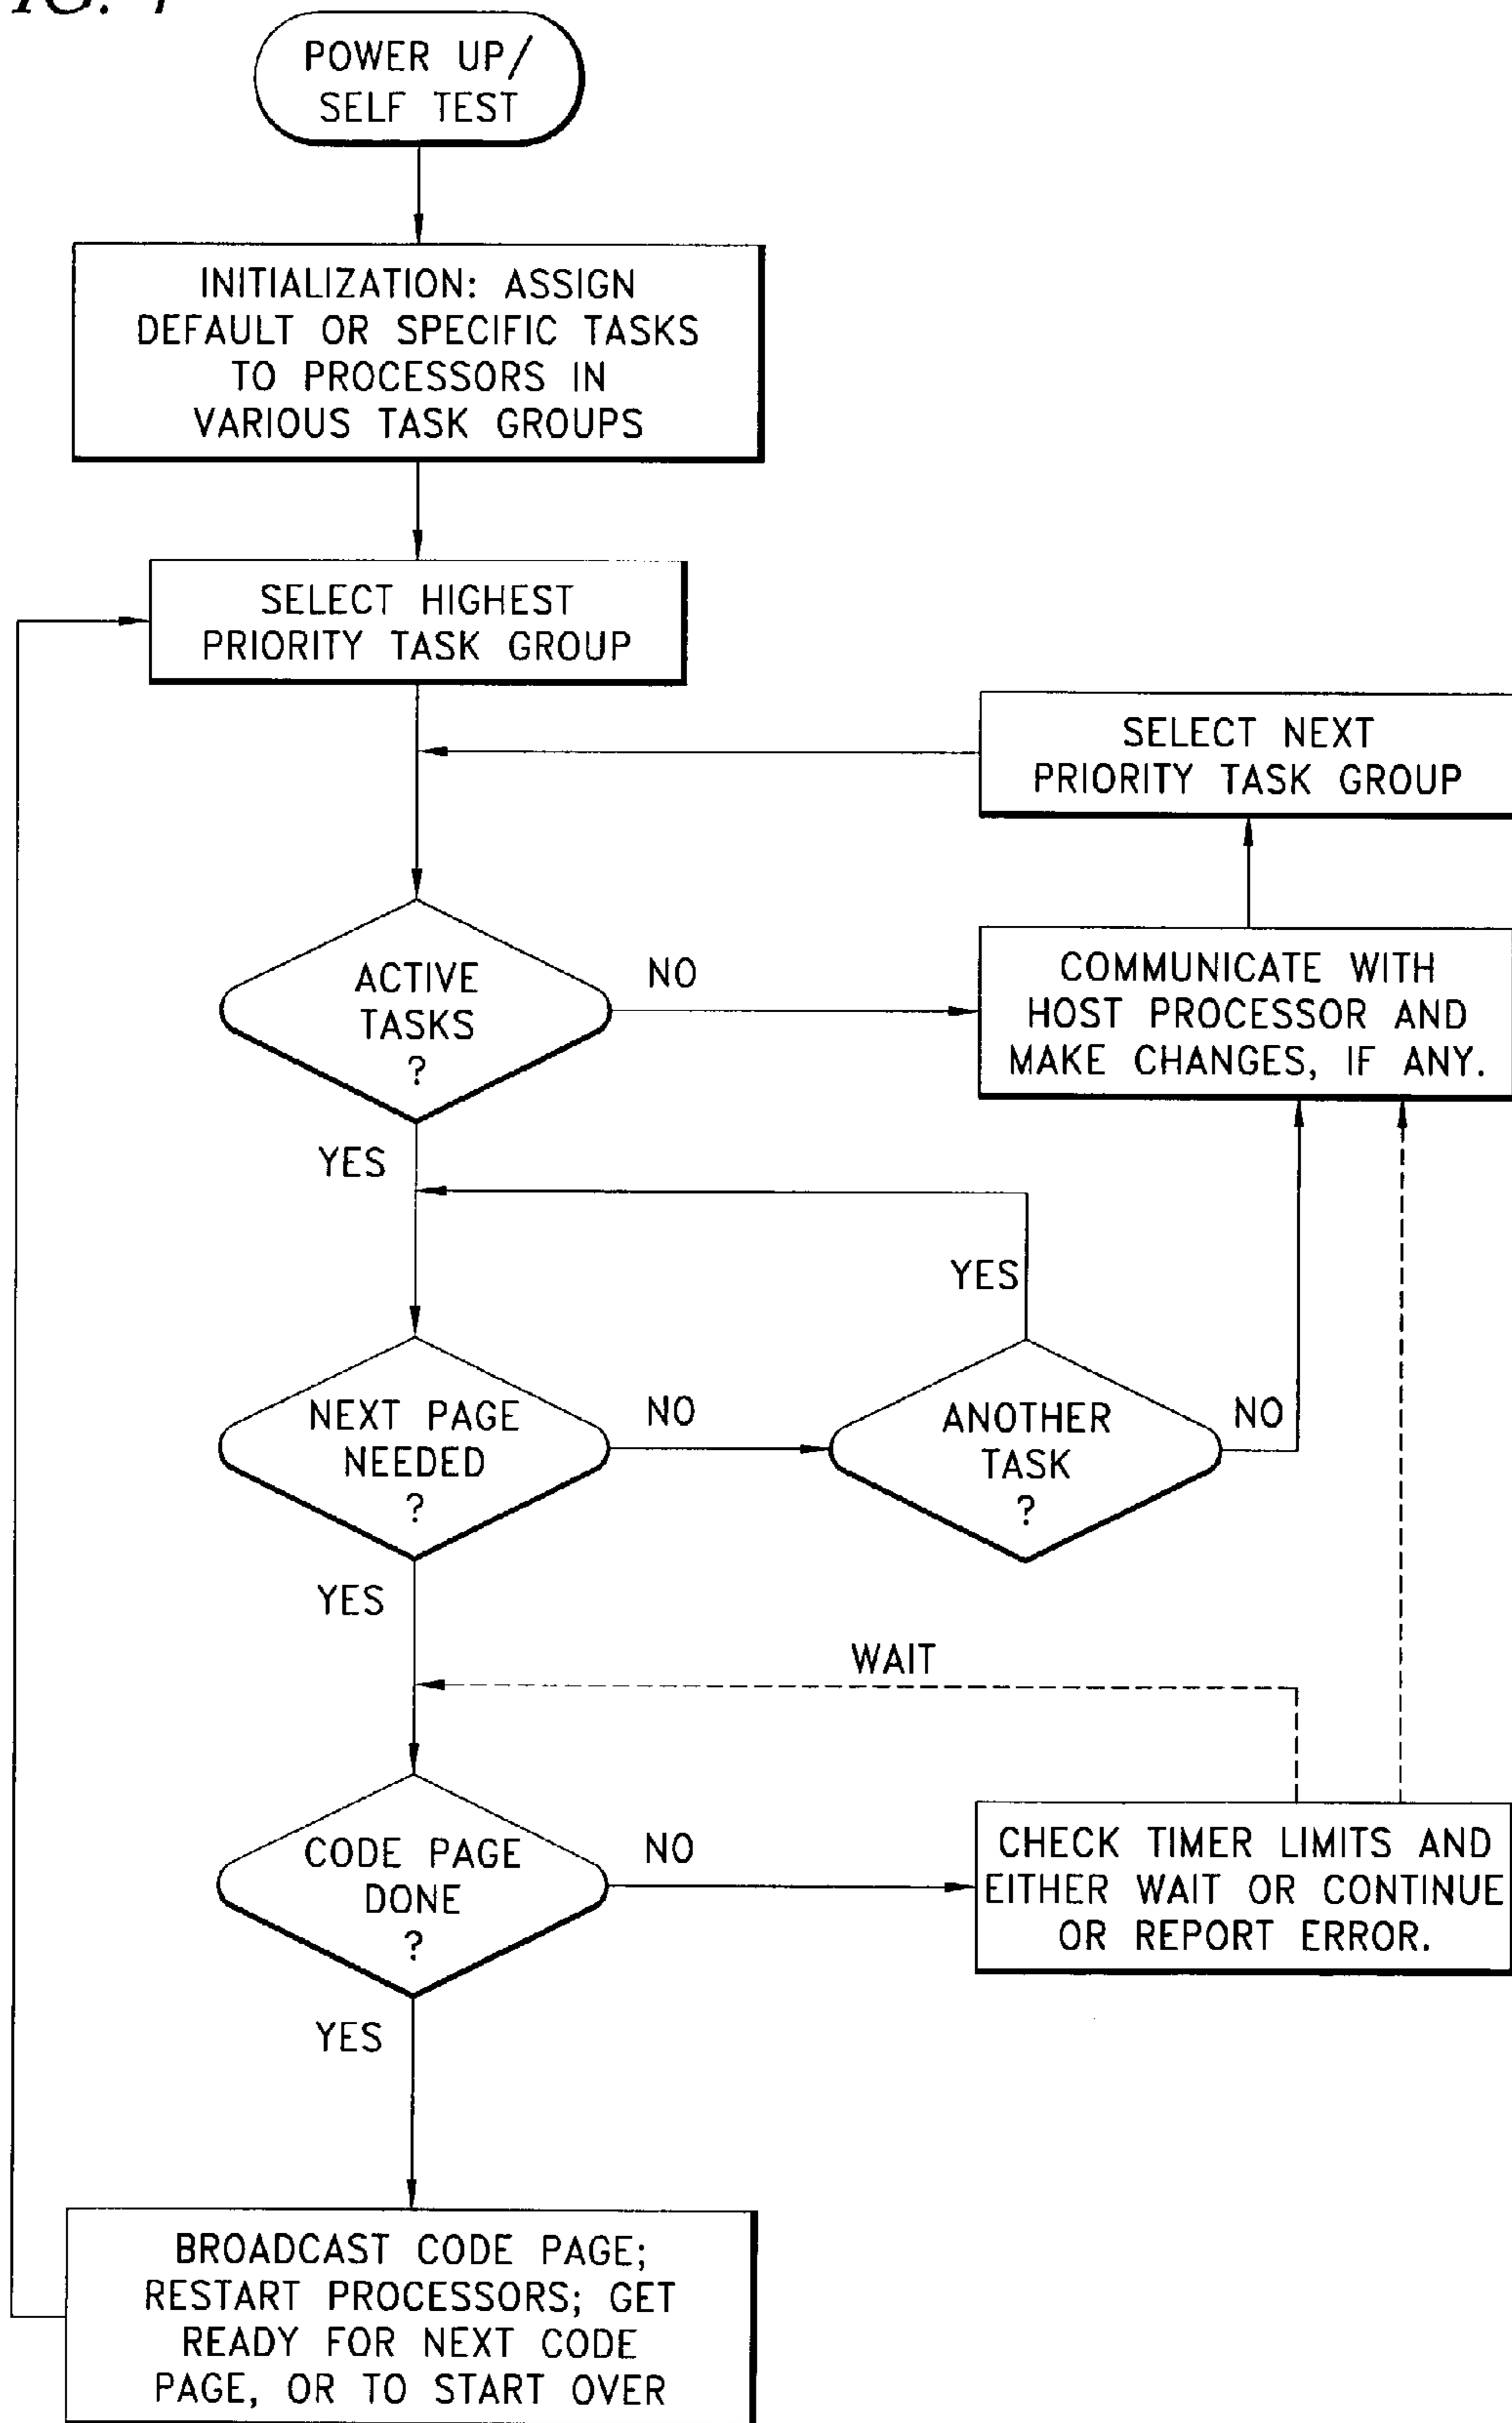 POWER UP/
SELF TEST
INITIALIZATION: ASSIGN
DEFAULT OR SPECIFIC TASKS
TO PROCESSORS IN
VARIOUS TASK GROUPS
SELECT HIGHEST
PRIORITY TASK GROUP
SELECT NEXT
PRIORITY TASK GROUP
ACTIVE
TASKS
?
NO
COMMUNICATE WITH
HOST PROCESSOR AND
MAKE CHANGES, IF ANY.
YES
YES
NEXT PAGE
NEEDED
?
NO
ANOTHER
TASK
?
NO
YES
WAIT
CODE PAGE
DONE
?
NO
CHECK TIMER LIMITS AND
EITHER WAIT OR CONTINUE
OR REPORT ERROR.
YES
BROADCAST CODE PAGE;
RESTART PROCESSORS; GET
READY FOR NEXT CODE
PAGE, OR TO START OVER